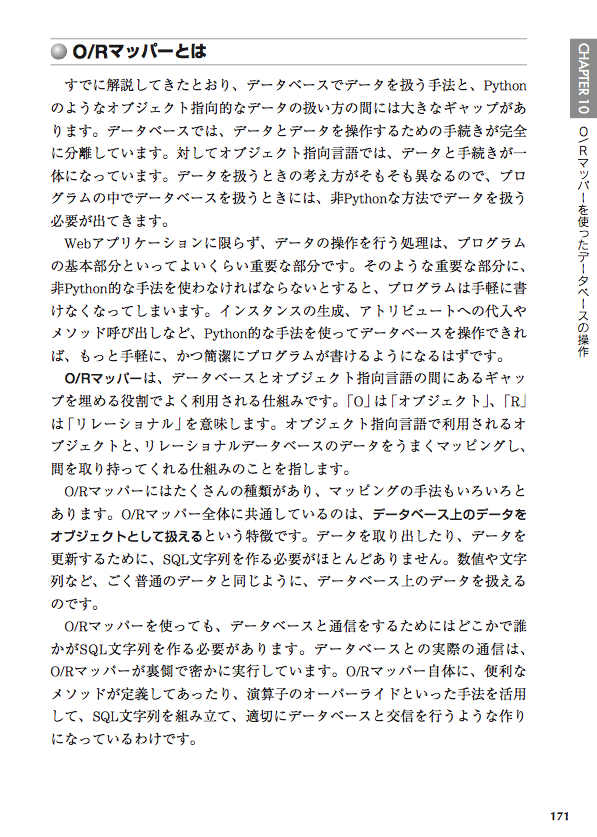 O/Rマッパーとは
すでに解説してきたとおり、データベースでデータを扱う手法と、Python
のようなオブジェクト指向的なデータの扱い方の間には大きなギャップがあ
ります。データベースでは、データとデータを操作するための手続きが完全
に分離しています。対してオブジェクト指向言語では、データと手続きが一
体になっています。データを扱うときの考え方がそもそも異なるので、プロ
グラムの中でデータベースを扱うときには、非Pythonな方法でデータを扱う
必要が出てきます。
Webアプリケーションに限らず、データの操作を行う処理は、プログラム
の基本部分といってよいくらい重要な部分です。そのような重要な部分に、
非Python的な手法を使わなければならないとすると、プログラムは手軽に書
けなくなってしまいます。インスタンスの生成、アトリビュートへの代入や
メソッド呼び出しなど、Python的な手法を使ってデータベースを操作できれ
ば、もっと手軽に、かつ簡潔にプログラムが書けるようになるはずです。
O/Rマッパーは、データベースとオブジェクト指向言語の間にあるギャッ
プを埋める役割でよく利用される仕組みです。「O」は「オブジェクト」、「R」
は「リレーショナル」を意味します。オブジェクト指向言語で利用されるオ
ブジェクトと、リレーショナルデータベースのデータをうまくマッピングし、
間を取り持ってくれる仕組みのことを指します。
O/Rマッパーにはたくさんの種類があり、マッピングの手法もいろいろと
あります。O/Rマッパー全体に共通しているのは、データベース上のデータを
オブジェクトとして扱えるという特徴です。データを取り出したり、データを
更新するために、SQL文字列を作る必要がほとんどありません。数値や文字
列など、ごく普通のデータと同じように、データベース上のデータを扱える
のです。
O/Rマッパーを使っても、データベースと通信をするためにはどこかで誰
かがSQL文字列を作る必要があります。データベースとの実際の通信は、
O/Rマッパーが裏側で密かに実行しています。O/Rマッパー自体に、便利な
メソッドが定義してあったり、演算子のオーバーライドといった手法を活用
して、SQL文字列を組み立て、適切にデータベースと交信を行うような作り
になっているわけです。
CHAPTER 10
O/Rマッパーを使ったデータベースの操作
171